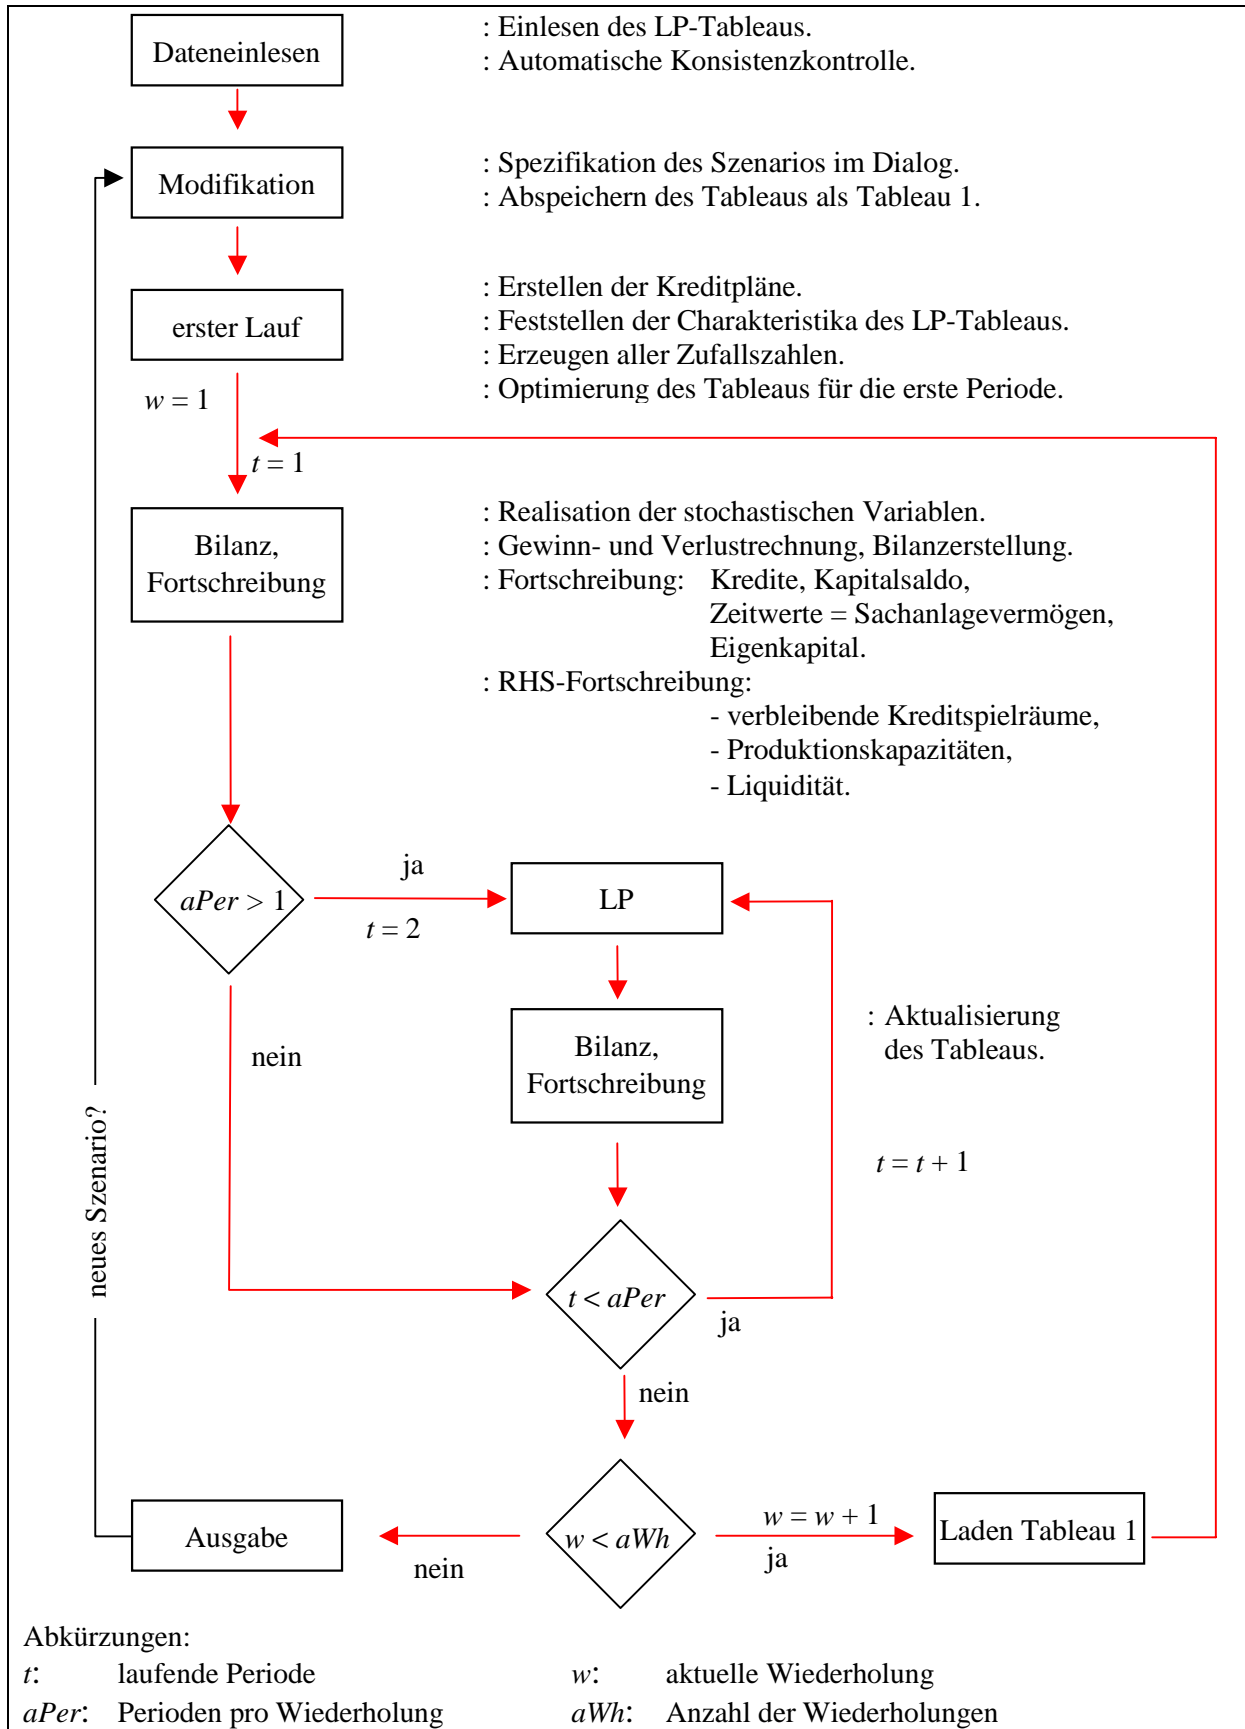 Dateneinlesen
: Einlesen des LP-Tableaus.
: Automatische Konsistenzkontrolle.
Modifikation
: Spezifikation des Szenarios im Dialog.
: Abspeichern des Tableaus als Tableau 1.
erster Lauf
: Erstellen der Kreditpläne.
: Feststellen der Charakteristika des LP-Tableaus.
: Erzeugen aller Zufallszahlen.
: Optimierung des Tableaus für die erste Periode.
w = 1
t = 1
Bilanz,
Fortschreibung
: Realisation der stochastischen Variablen.
: Gewinn- und Verlustrechnung, Bilanzerstellung.
: Fortschreibung: Kredite, Kapitalsaldo,
Zeitwerte = Sachanlagevermögen,
Eigenkapital.
: RHS-Fortschreibung:
- verbleibende Kreditspielräume,
- Produktionskapazitäten,
- Liquidität.
aPer > 1
ja
t = 2
LP
nein
Bilanz,
Fortschreibung
: Aktualisierung
des Tableaus.
t = t + 1
neues Szenario?
t < aPer
ja
nein
Ausgabe
nein
w < aWh
w = w + 1
ja
Laden Tableau 1
Abkürzungen:
t: laufende Periode w: aktuelle Wiederholung
aPer: Perioden pro Wiederholung aWh: Anzahl der Wiederholungen